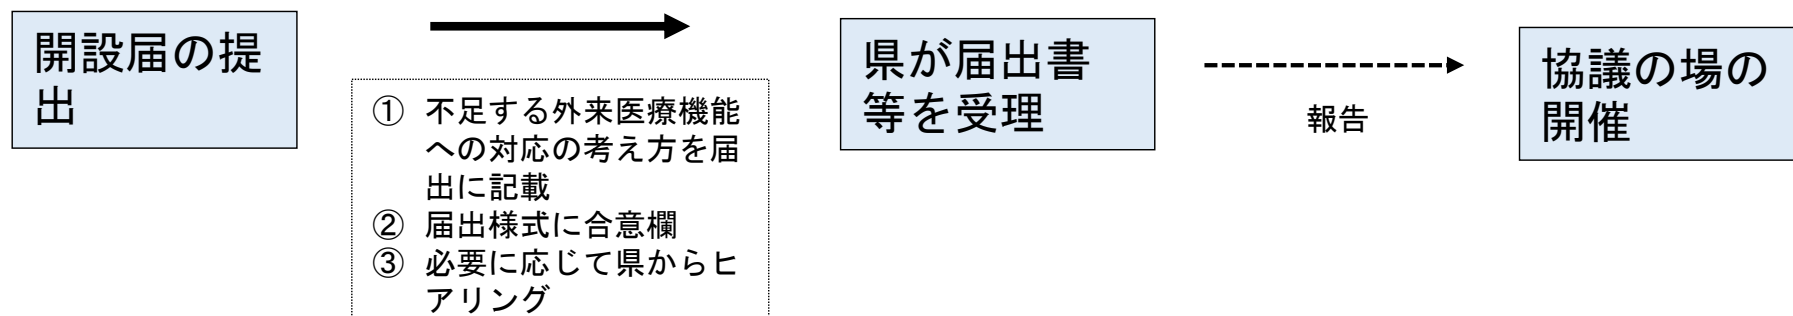 開設届の提
出
① 不足する外来医療機能
への対応の考え方を届
出に記載
② 届出様式に合意欄
③ 必要に応じて県からヒ
アリング
県が届出書
等を受理
報告
協議の場の
開催